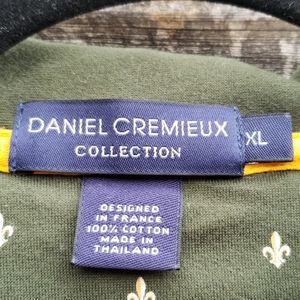 DANIEL CREMIEUX
COLLECTION
XL
DESIGNED
IN FRANCE
100% COTTON
MADE IN
THAILAND